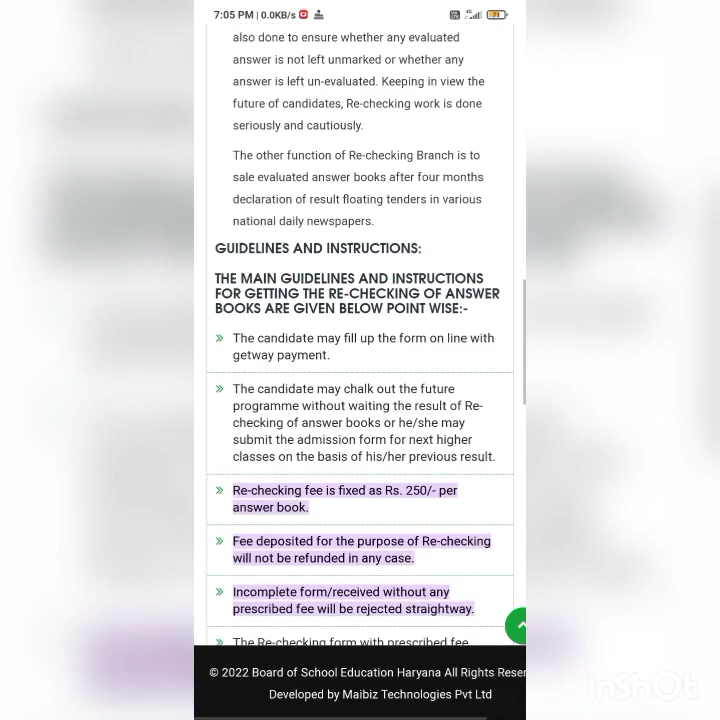 7:05 PM | 0.0KB/s
4G
71
also done to ensure whether any evaluated
answer is not left unmarked or whether any
answer is left un-evaluated. Keeping in view the
future of candidates, Re-checking work is done
seriously and cautiously.
The other function of Re-checking Branch is to
sale evaluated answer books after four months
declaration of result floating tenders in various
national daily newspapers.
GUIDELINES AND INSTRUCTIONS:
THE MAIN GUIDELINES AND INSTRUCTIONS
FOR GETTING THE RE-CHECKING OF ANSWER
BOOKS ARE GIVEN BELOW POINT WISE:-
» The candidate may fill up the form on line with
getway payment.
» The candidate may chalk out the future
programme without waiting the result of Re-
checking of answer books or he/she may
submit the admission form for next higher
classes on the basis of his/her previous result.
» Re-checking fee is fixed as Rs. 250/- per
answer book.
» Fee deposited for the purpose of Re-checking
will not be refunded in any case.
» Incomplete form/received without any
prescribed fee will be rejected straightway.
» The Re-checking form with prescribed fee
© 2022 Board of School Education Haryana All Rights Reser
Developed by Maibiz Technologies Pvt Ltd
InShOt